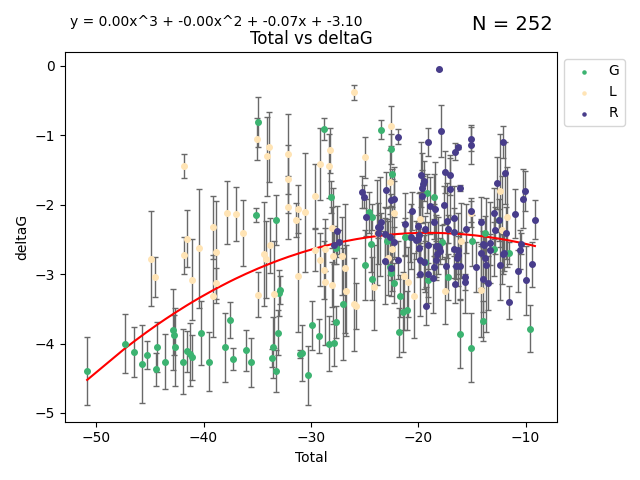 y = 0.00x^3 + -0.00x^2 + -0.07x + -3.10
N = 252
Total vs deltaG
G
L
R
0
−1
−2
−3
−4
−5
deltaG
−50
−40
−30
−20
−10
Total